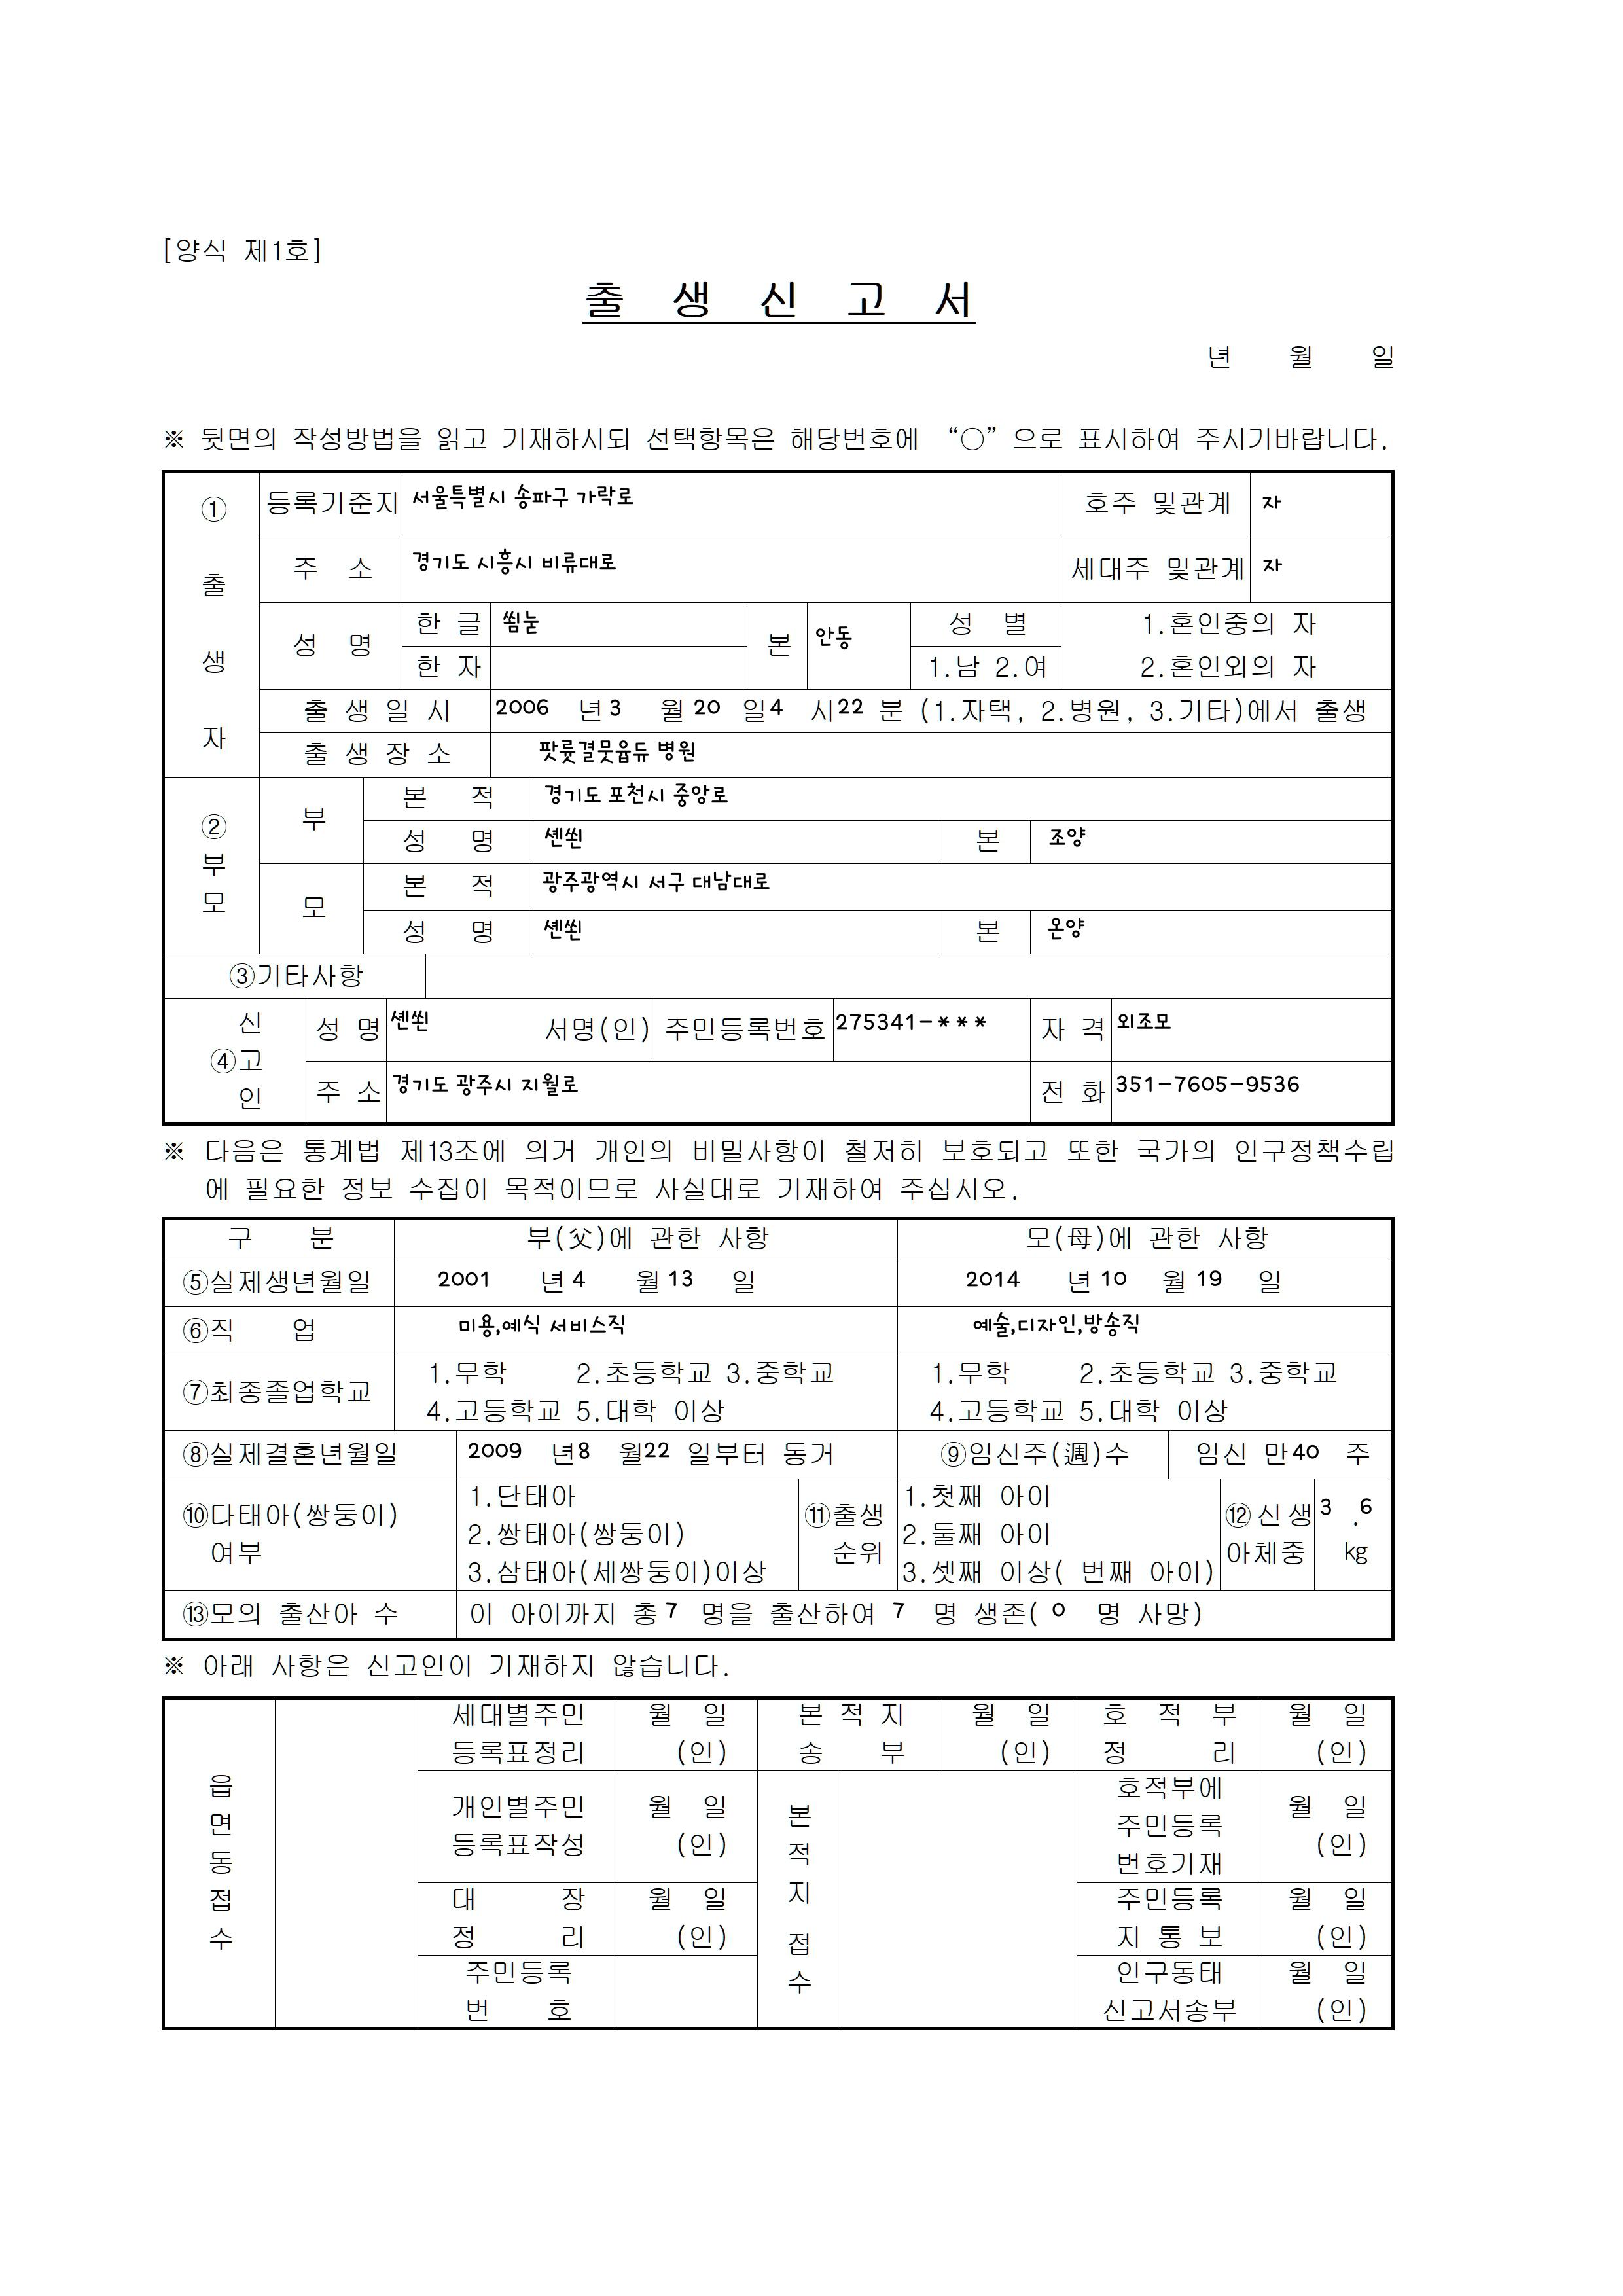 [양식 제1호]
출 생 신 고 서
년 월 일
※ 뒷면의 작성방법을 읽고 기재하시되 선택항목은 해당번호에 “○” 으로 표시하여 주시기바랍니다.
① 출 생 자
등록기준지 서울특별시 송파구 가락로 호주 및관계 자
주 소 경기도 시흥시 비류대로 세대주 및관계 자
성 명 한 글 쐼눋 본 안동 성 별 1.혼인중의 자
한 자 1.남 2.여 2.혼인외의 자
출 생 일 시 2006 년 3 월 20 일 4 시 22 분 (1.자택, 2.병원, 3.기타)에서 출생
출 생 장 소 병원
② 부 모
부 본 적 경기도 포천시 중앙로
성 명 본 조양
모 본 적 광주광역시 서구 대남대로
성 명 본 온양
③기타사항
④ 신 고 인
성 명 서명(인) 주민등록번호 275341-*** 자 격 외조모
주 소 경기도 광주시 지월로 전 화 351-7605-9536
※ 다음은 통계법 제13조에 의거 개인의 비밀사항이 철저히 보호되고 또한 국가의 인구정책수립
에 필요한 정보 수집이 목적이므로 사실대로 기재하여 주십시오.
구 분 부(父)에 관한 사항 모(母)에 관한 사항
⑤실제생년월일 2001 년 4 월 13 일 2014 년 10 월 19 일
⑥직 업 미용,예식 서비스직 예술,디자인,방송직
⑦최종졸업학교
1.무학 2.초등학교 3.중학교 1.무학 2.초등학교 3.중학교
4.고등학교 5.대학 이상 4.고등학교 5.대학 이상
⑧실제결혼년월일 2009 년 8 월 22 일부터 동거 ⑨임신주(週)수 임신 만 40 주
⑩다태아(쌍둥이)
여부
1.단태아
2.쌍태아(쌍둥이)
3.삼태아(세쌍둥이)이상
⑪출생
순위
1.첫째 아이
2.둘째 아이
3.셋째 이상( 번째 아이)
⑫신생
아체중
3 .6
kg
⑬모의 출산아 수 이 아이까지 총 7 명을 출산하여 7 명 생존( 0 명 사망)
※ 아래 사항은 신고인이 기재하지 않습니다.
읍 면 동 접 수
세대별주민 월 일
등록표정리 (인)
개인별주민 월 일
등록표작성 (인)
대 장 월 일
정 리 (인)
주민등록
번 호
본 적 지 월 일
송 부 (인)
본 적 지 접 수
호 적 부 월 일
정 리 (인)
호적부에
주민등록 월 일
번호기재 (인)
주민등록 월 일
지 통 보 (인)
인구동태 월 일
신고서송부 (인)